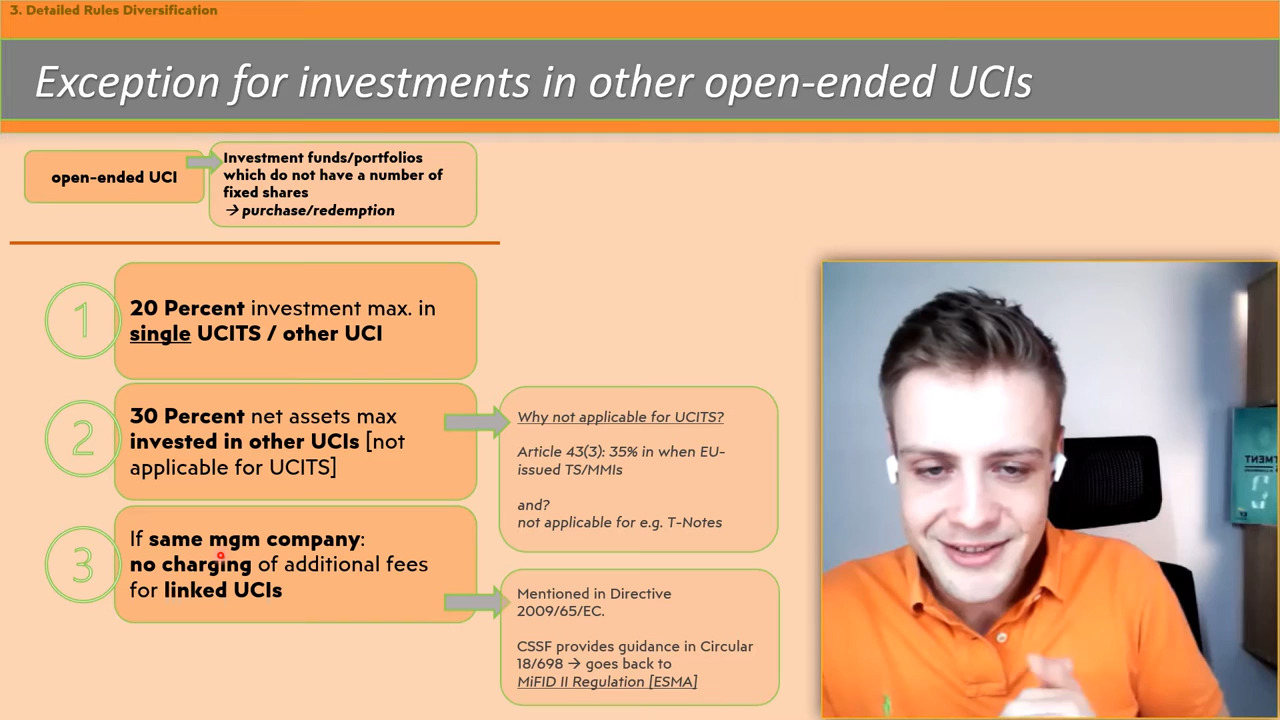 3. Detailed Rules Diversification
Exception for investments in other open-ended UCIs
open-ended UCI
Investment funds/portfolios
which do not have a number of
fixed shares
→ purchase/redemption
1
20 Percent investment max. in
single UCITS / other UCI
2
30 Percent net assets max
invested in other UCIs [not
applicable for UCITS]
Why not applicable for UCITS?
Article 43(3): 35% in when EU-
issued TS/MMIs
and?
not applicable for e.g. T-Notes
3
If same mgm company:
no charging of additional fees
for linked UCIs
Mentioned in Directive
2009/65/EC.
CSSF provides guidance in Circular
18/698 → goes back to
MiFID II Regulation [ESMA]